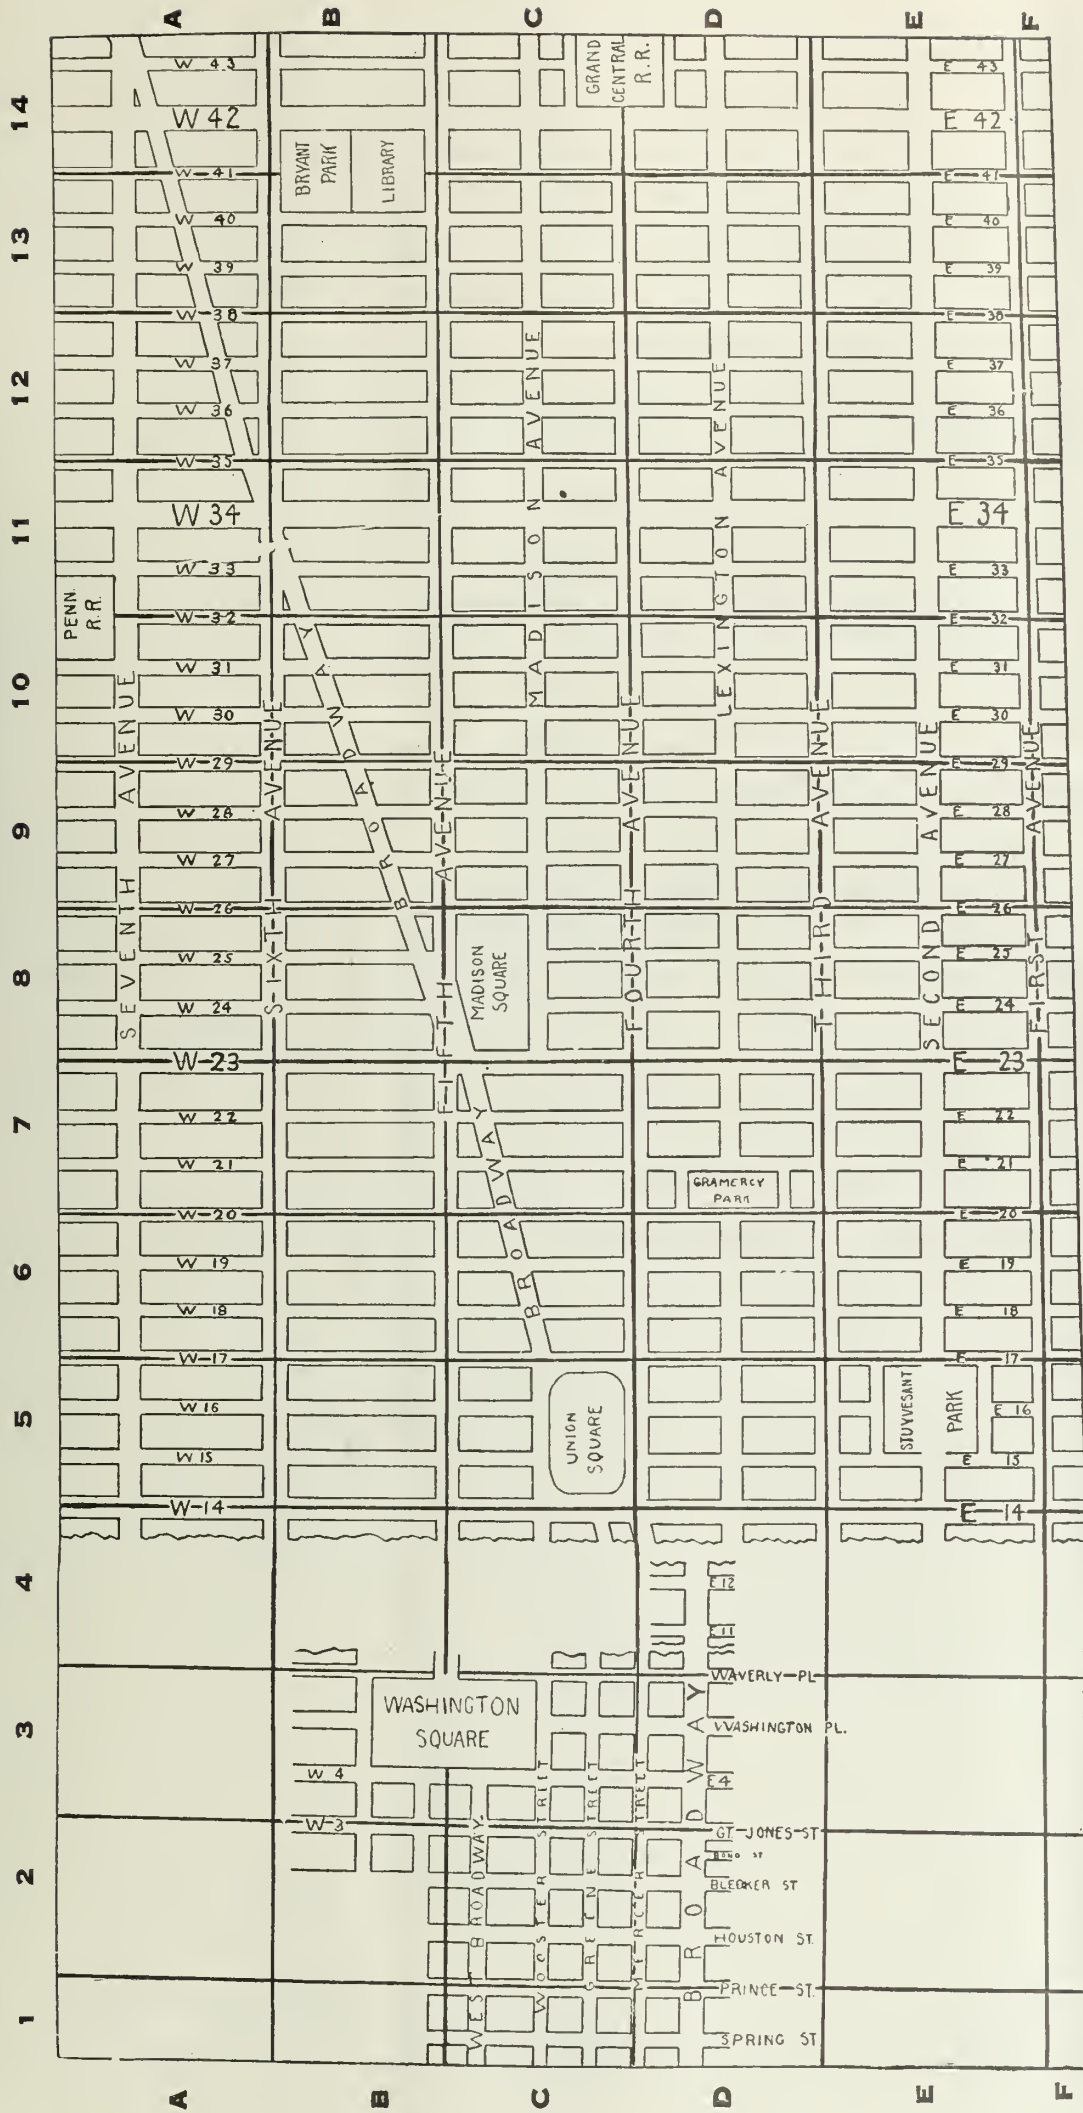 A
B
C
D
E
F
14
13
12
11
10
9
8
7
6
5
4
3
2
1
W 43
E 43
GRAND
CENTRAL
R.R.
W 42
E 42
BRYANT
PARK
LIBRARY
W-41
E 41
W 40
E 40
W 39
E 39
W-38
E 38
W 37
E 37
W 36
E 36
W-35
E 35
W 34
E 34
W 33
E 33
PENN.
R.R.
W-32
E 32
W 31
E 31
W 30
E 30
W-29
E 29
W 28
E 28
W 27
E 27
W-26
E 26
W 25
E 25
W 24
E 24
W-23
E 23
W 22
E 22
W 21
E 21
W-20
E 20
W 19
E 19
W 18
E 18
W-17
E 17
W 16
E 16
W 15
E 15
W-14
E-14
SEVENTH AVENUE
SIXTH AVENUE
BROADWAY
FIFTH AVENUE
MADISON AVENUE
FOURTH AVENUE
LEXINGTON AVENUE
THIRD AVENUE
SECOND AVENUE
FIRST AVENUE
MADISON
SQUARE
BROADWAY
GRAMERCY
PARK
UNION
SQUARE
STUYVESANT
PARK
E 12
E 11
WAVERLY PL
WASHINGTON
SQUARE
WASHINGTON PL.
W 4
E 4
W-3
GT. JONES ST
BOND ST
BLEEKER ST
HOUSTON ST.
PRINCE ST.
SPRING ST
WEST BROADWAY.
WOOSTER STREET
GREENE STREET
MERCER STREET
BROADWAY
A
B
C
D
E
F